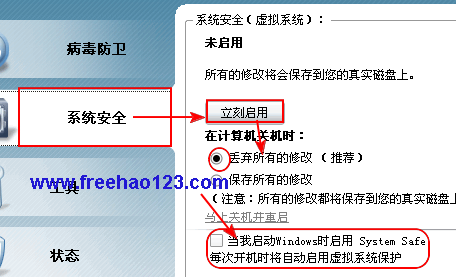 病毒防卫
系统安全
工具
状态
www.freehao123.com
系统安全（虚拟系统）：
未启用
所有的修改将会保存到您的真实磁盘上。
立刻启用
在计算机关机时：
丢弃所有的修改 （ 推荐）
保存所有的修改
（ 注意：所有的修改都将保存到您的真实磁盘上
马上关机并重启
当我启动Windows时启用 System Safe
每次开机时将自动启用虚拟系统保护